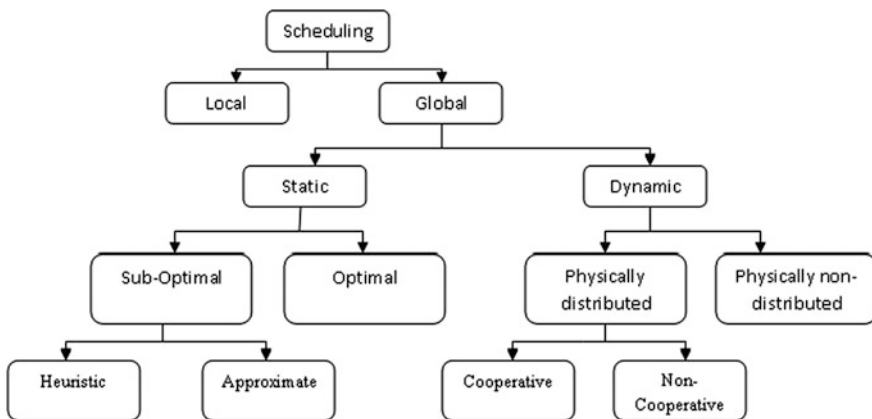 Scheduling
Local
Global
Static
Dynamic
Sub-Optimal
Optimal
Physically
distributed
Physically non-
distributed
Heuristic
Approximate
Cooperative
Non-
Cooperative